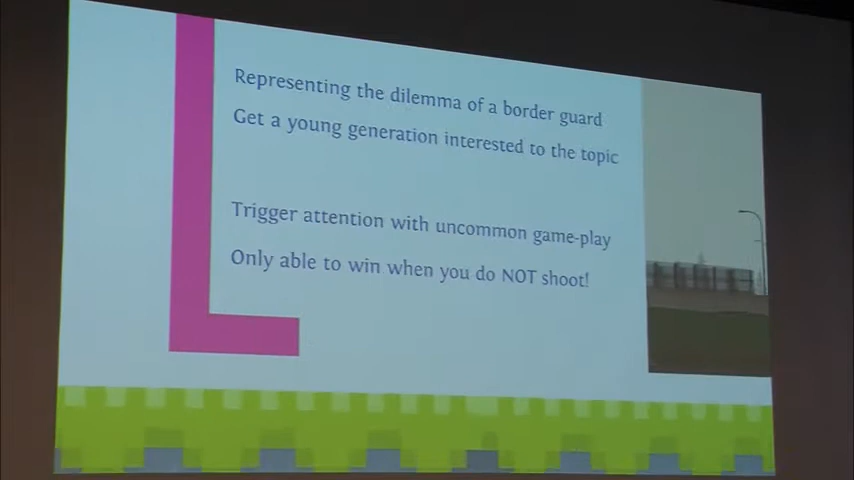 Representing the dilemma of a border guard
Get a young generation interested to the topic
Trigger attention with uncommon game-play
Only able to win when you do NOT shoot!